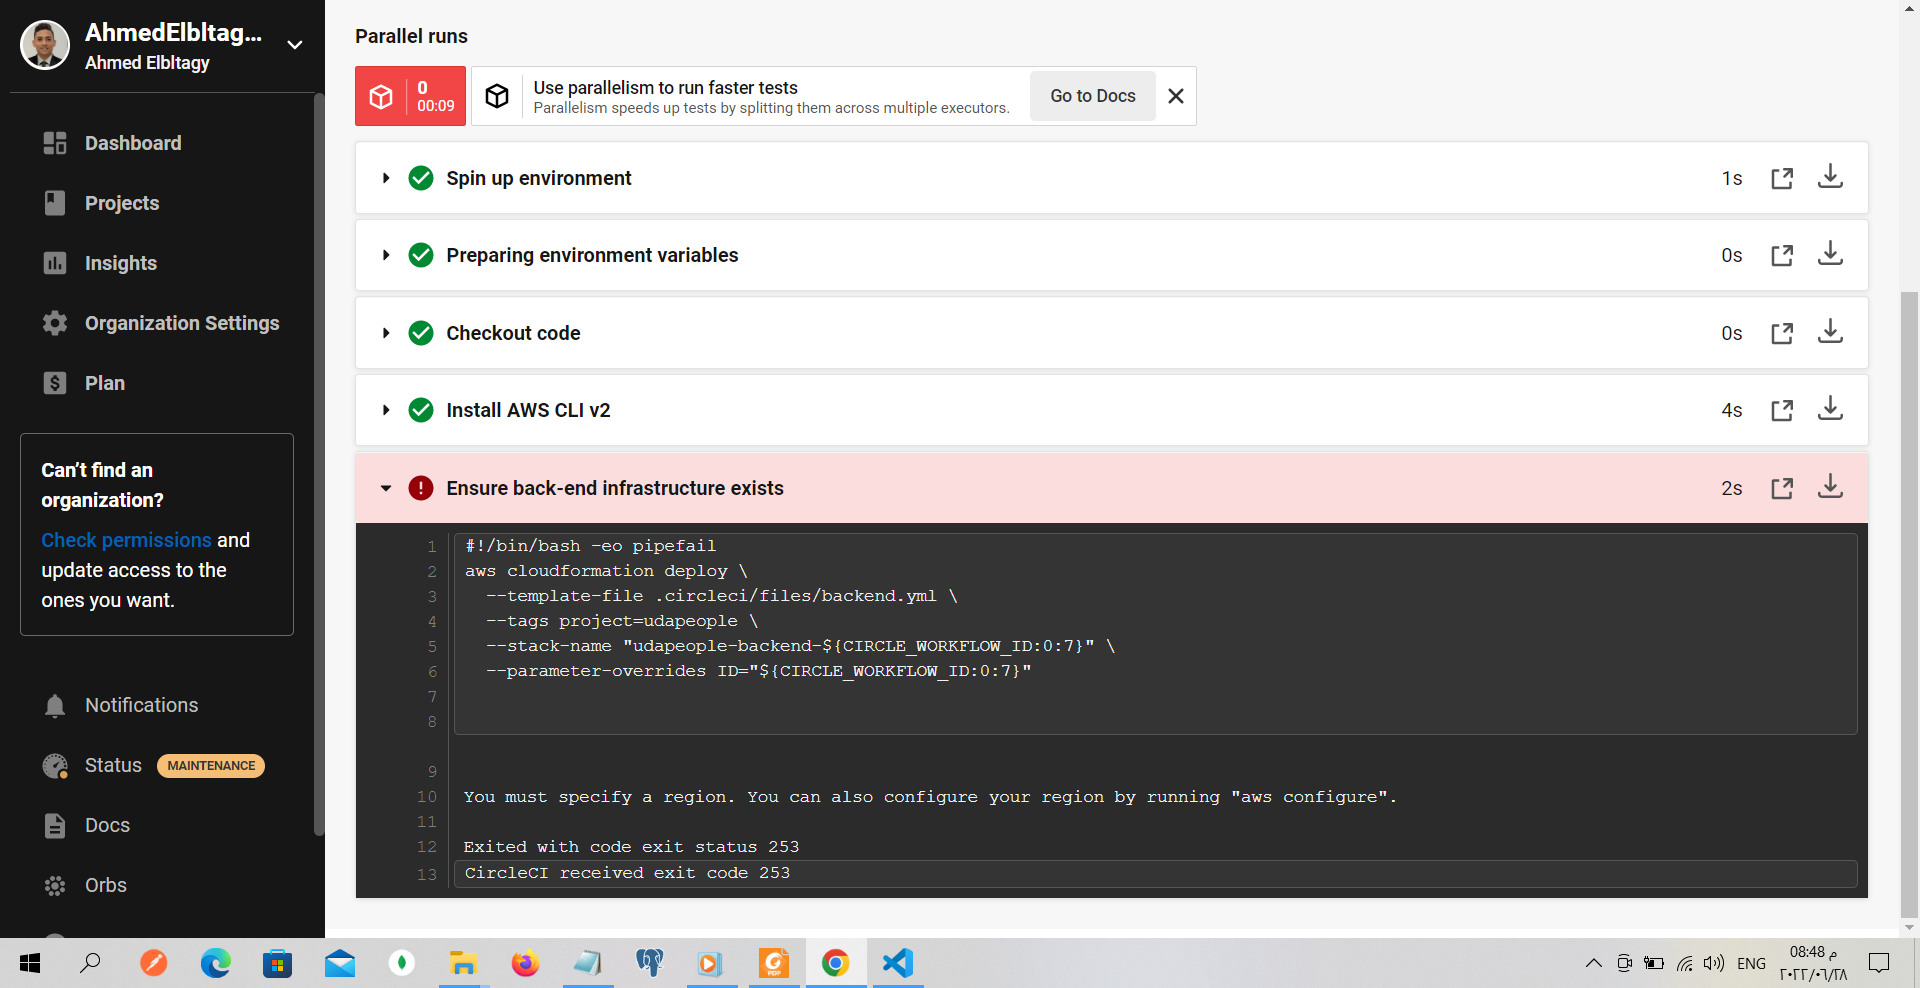 AhmedElbltag...
Ahmed Elbltagy
Dashboard
Projects
Insights
Organization Settings
Plan
Can't find an
organization?
Check permissions and
update access to the
ones you want.
Notifications
Status MAINTENANCE
Docs
Orbs
Parallel runs
0
00:09
Use parallelism to run faster tests
Parallelism speeds up tests by splitting them across multiple executors.
Go to Docs
Spin up environment 1s
Preparing environment variables 0s
Checkout code 0s
Install AWS CLI v2 4s
Ensure back-end infrastructure exists 2s
1 #!/bin/bash -eo pipefail
2 aws cloudformation deploy \
3 --template-file .circleci/files/backend.yml \
4 --tags project=udapeople \
5 --stack-name "udapeople-backend-${CIRCLE_WORKFLOW_ID:0:7}" \
6 --parameter-overrides ID="${CIRCLE_WORKFLOW_ID:0:7}"
7
8
9
10 You must specify a region. You can also configure your region by running "aws configure".
11
12 Exited with code exit status 253
13 CircleCI received exit code 253
PDF
ENG
08:48 م
٢٠٢٢/٠٦/٢٨